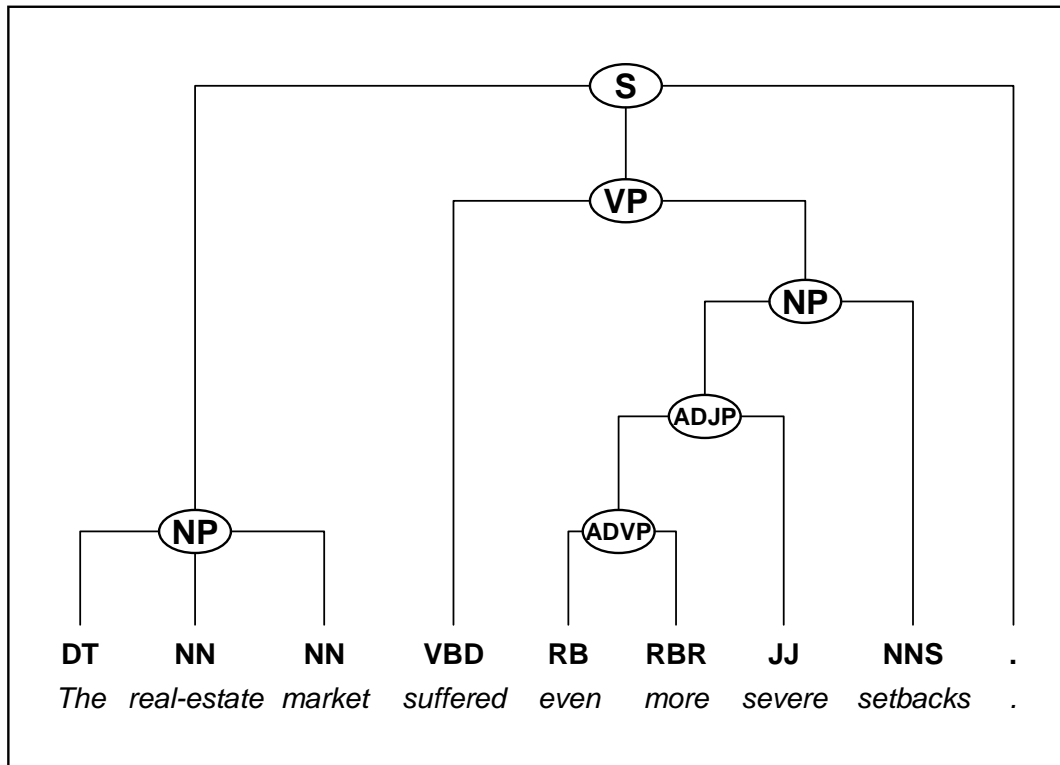 S
VP
NP
ADJP
NP ADVP
DT NN NN VBD RB RBR JJ NNS .
The real-estate market suffered even more severe setbacks .